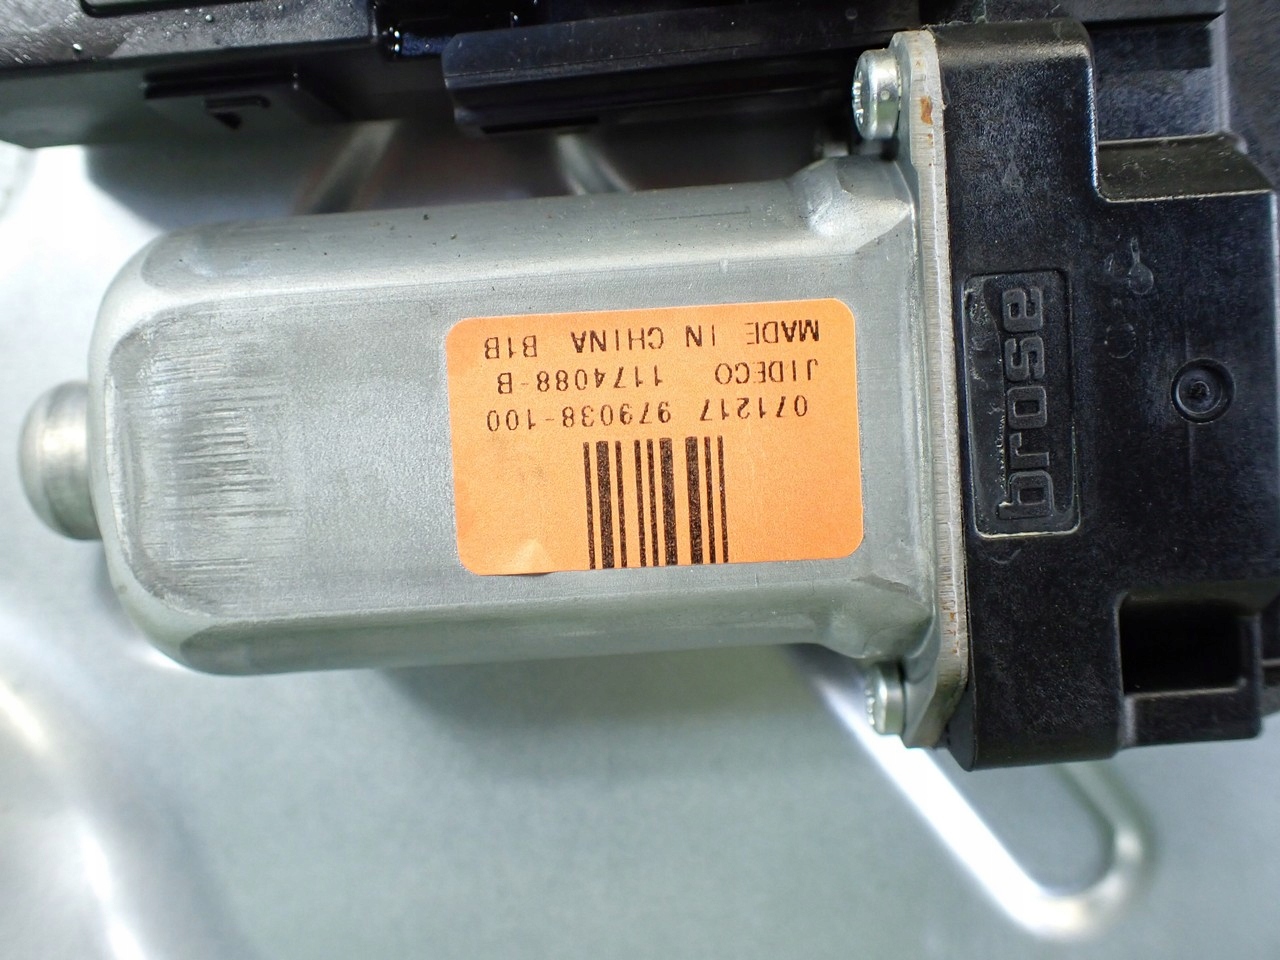 071217 979038-100
JIDECO 1174088-B
MADE IN CHINA B1B
brose